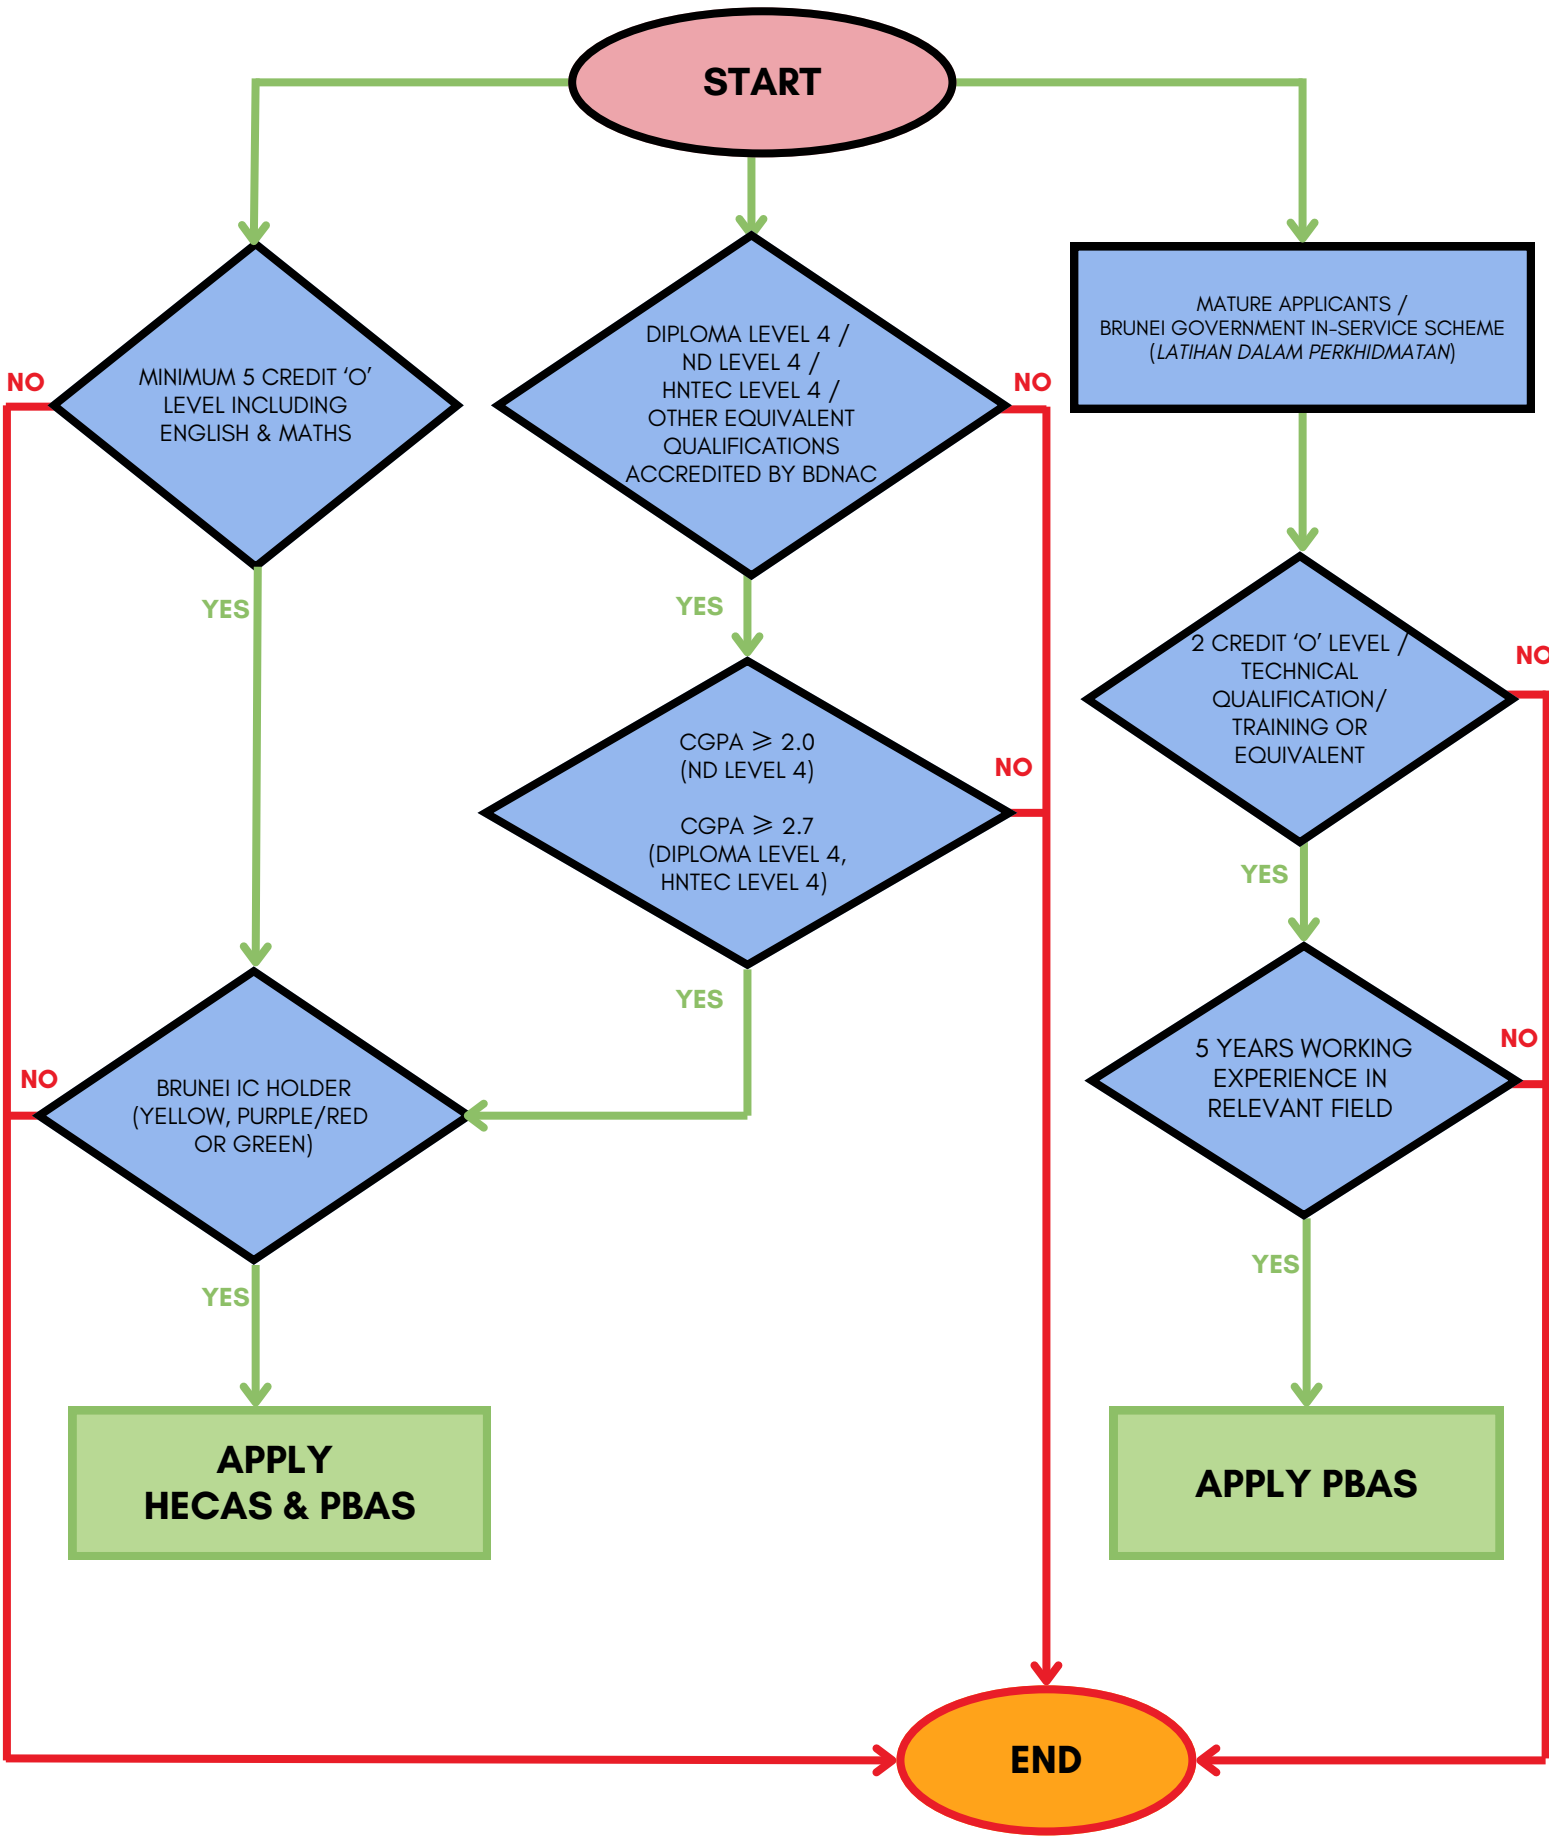 START
MINIMUM 5 CREDIT ‘O’
LEVEL INCLUDING
ENGLISH & MATHS
NO
YES
DIPLOMA LEVEL 4 /
ND LEVEL 4 /
HNTEC LEVEL 4 /
OTHER EQUIVALENT
QUALIFICATIONS
ACCREDITED BY BDNAC
NO
YES
MATURE APPLICANTS /
BRUNEI GOVERNMENT IN-SERVICE SCHEME
(LATIHAN DALAM PERKHIDMATAN)
CGPA ⩾ 2.0
(ND LEVEL 4)
CGPA ⩾ 2.7
(DIPLOMA LEVEL 4,
HNTEC LEVEL 4)
NO
YES
2 CREDIT ‘O’ LEVEL /
TECHNICAL
QUALIFICATION/
TRAINING OR
EQUIVALENT
NO
YES
BRUNEI IC HOLDER
(YELLOW, PURPLE/RED
OR GREEN)
NO
YES
5 YEARS WORKING
EXPERIENCE IN
RELEVANT FIELD
NO
YES
APPLY
HECAS & PBAS
APPLY PBAS
END